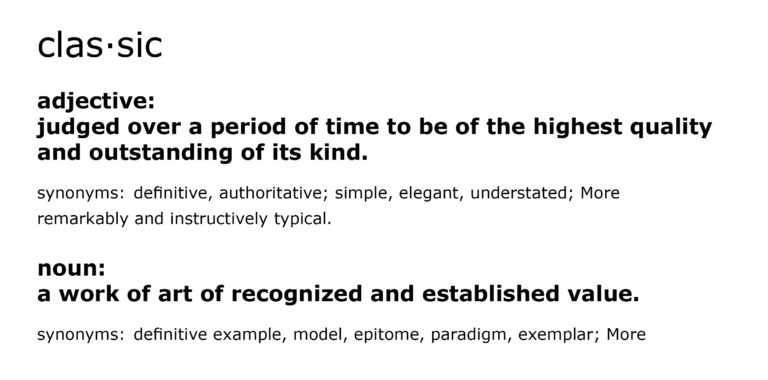 clas·sic
adjective:
judged over a period of time to be of the highest quality
and outstanding of its kind.
synonyms: definitive, authoritative; simple, elegant, understated; More
remarkably and instructively typical.
noun:
a work of art of recognized and established value.
synonyms: definitive example, model, epitome, paradigm, exemplar; More